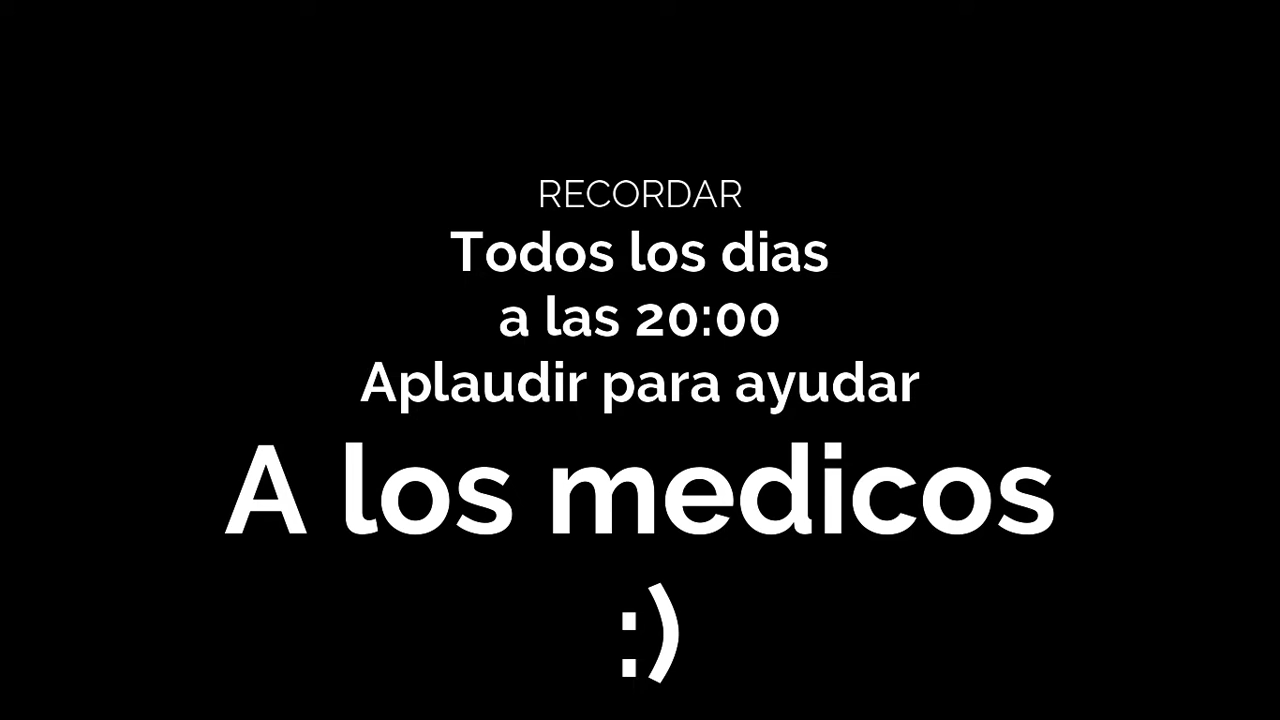 RECORDAR
Todos los dias
a las 20:00
Aplaudir para ayudar
A los medicos
:)